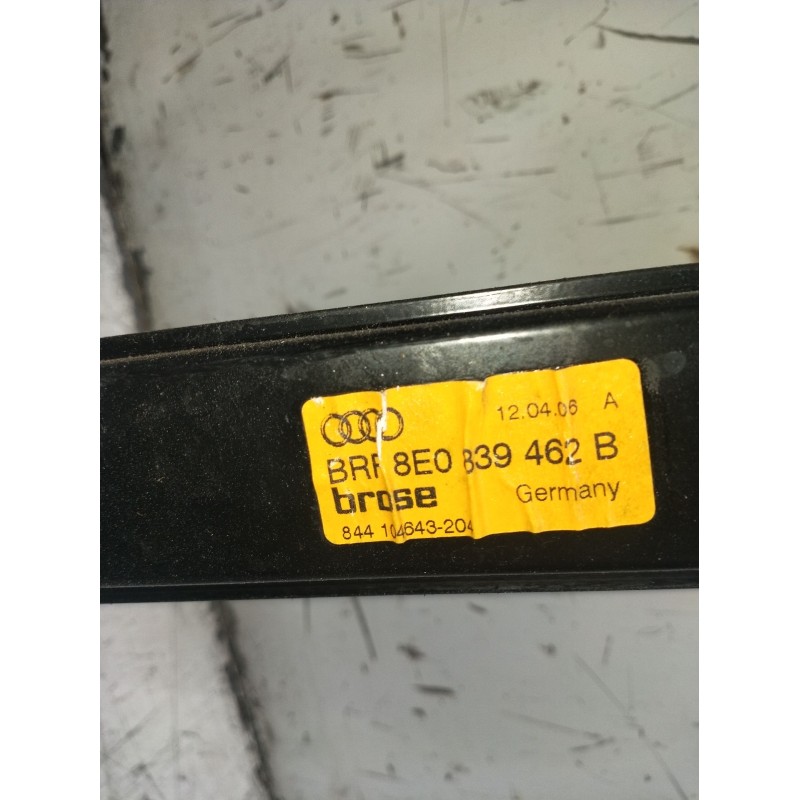 12.04.06 A
BRF 8E0 839 462 B
brose Germany
844 104643-204